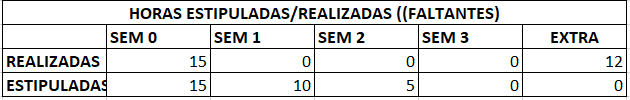 HORAS ESTIPULADAS/REALIZADAS ((FALTANTES)
SEM 0 SEM 1 SEM 2 SEM 3 EXTRA
REALIZADAS 15 0 0 0 12
ESTIPULADAS 15 10 5 0 0